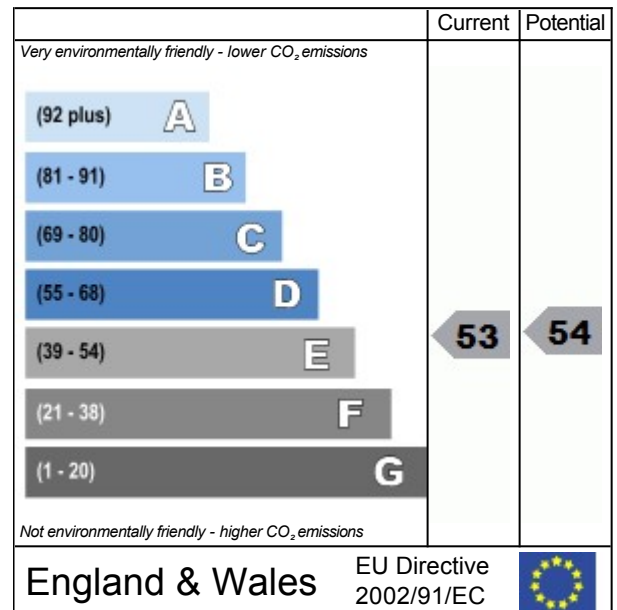 Current Potential
Very environmentally friendly - lower CO₂ emissions
(92 plus) A
(81 - 91) B
(69 - 80) C
(55 - 68) D
(39 - 54) E
53 54
(21 - 38) F
(1 - 20) G
Not environmentally friendly - higher CO₂ emissions
England & Wales
EU Directive
2002/91/EC